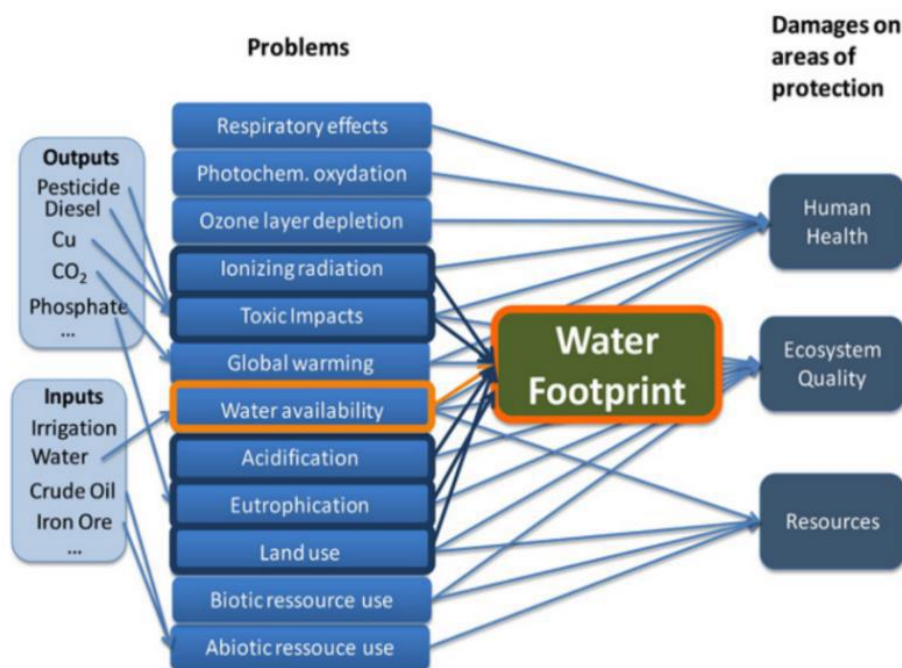 Problems
Damages on
areas of
protection
Outputs
Pesticide
Diesel
Cu
CO₂
Phosphate
...
Inputs
Irrigation
Water
Crude Oil
Iron Ore
...
Respiratory effects
Photochem. oxydation
Ozone layer depletion
Ionizing radiation
Toxic Impacts
Global warming
Water availability
Acidification
Eutrophication
Land use
Biotic ressource use
Abiotic ressouce use
Water
Footprint
Human
Health
Ecosystem
Quality
Resources